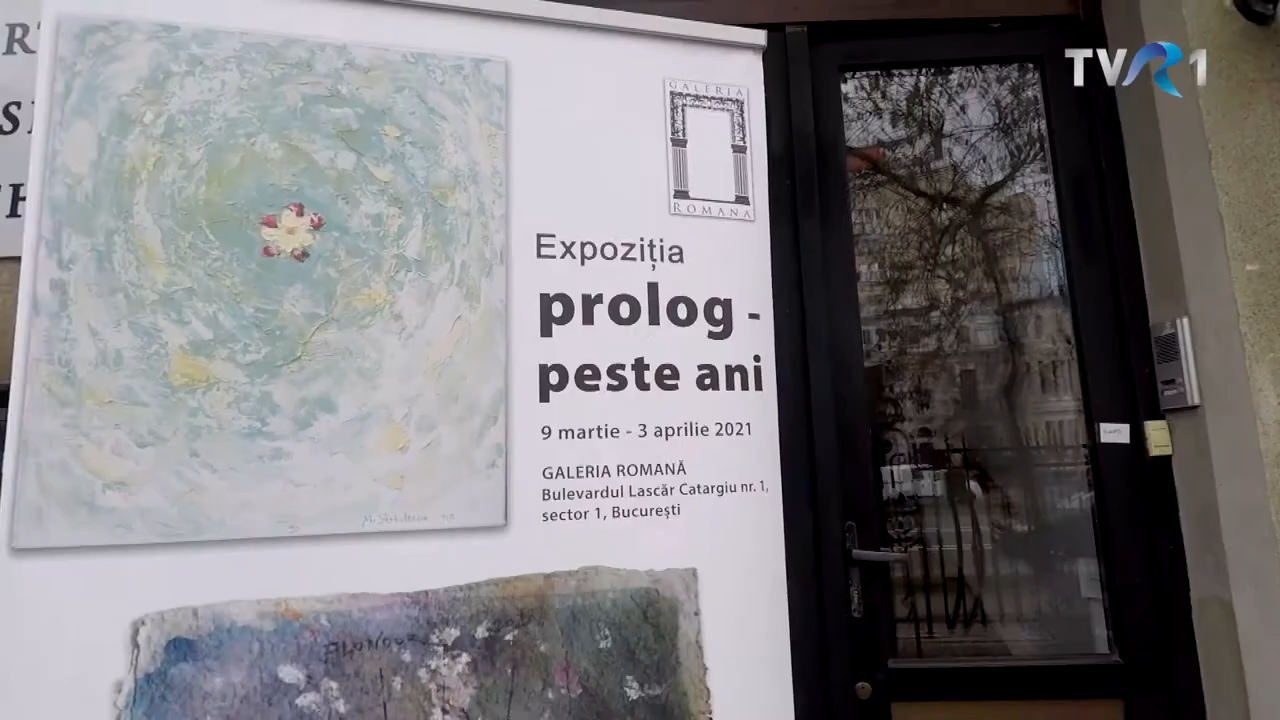 TVR1
GALERIA
ROMANA
Expoziția
prolog -
peste ani
9 martie - 3 aprilie 2021
GALERIA ROMANĂ
Bulevardul Lascăr Catargiu nr. 1,
sector 1, București